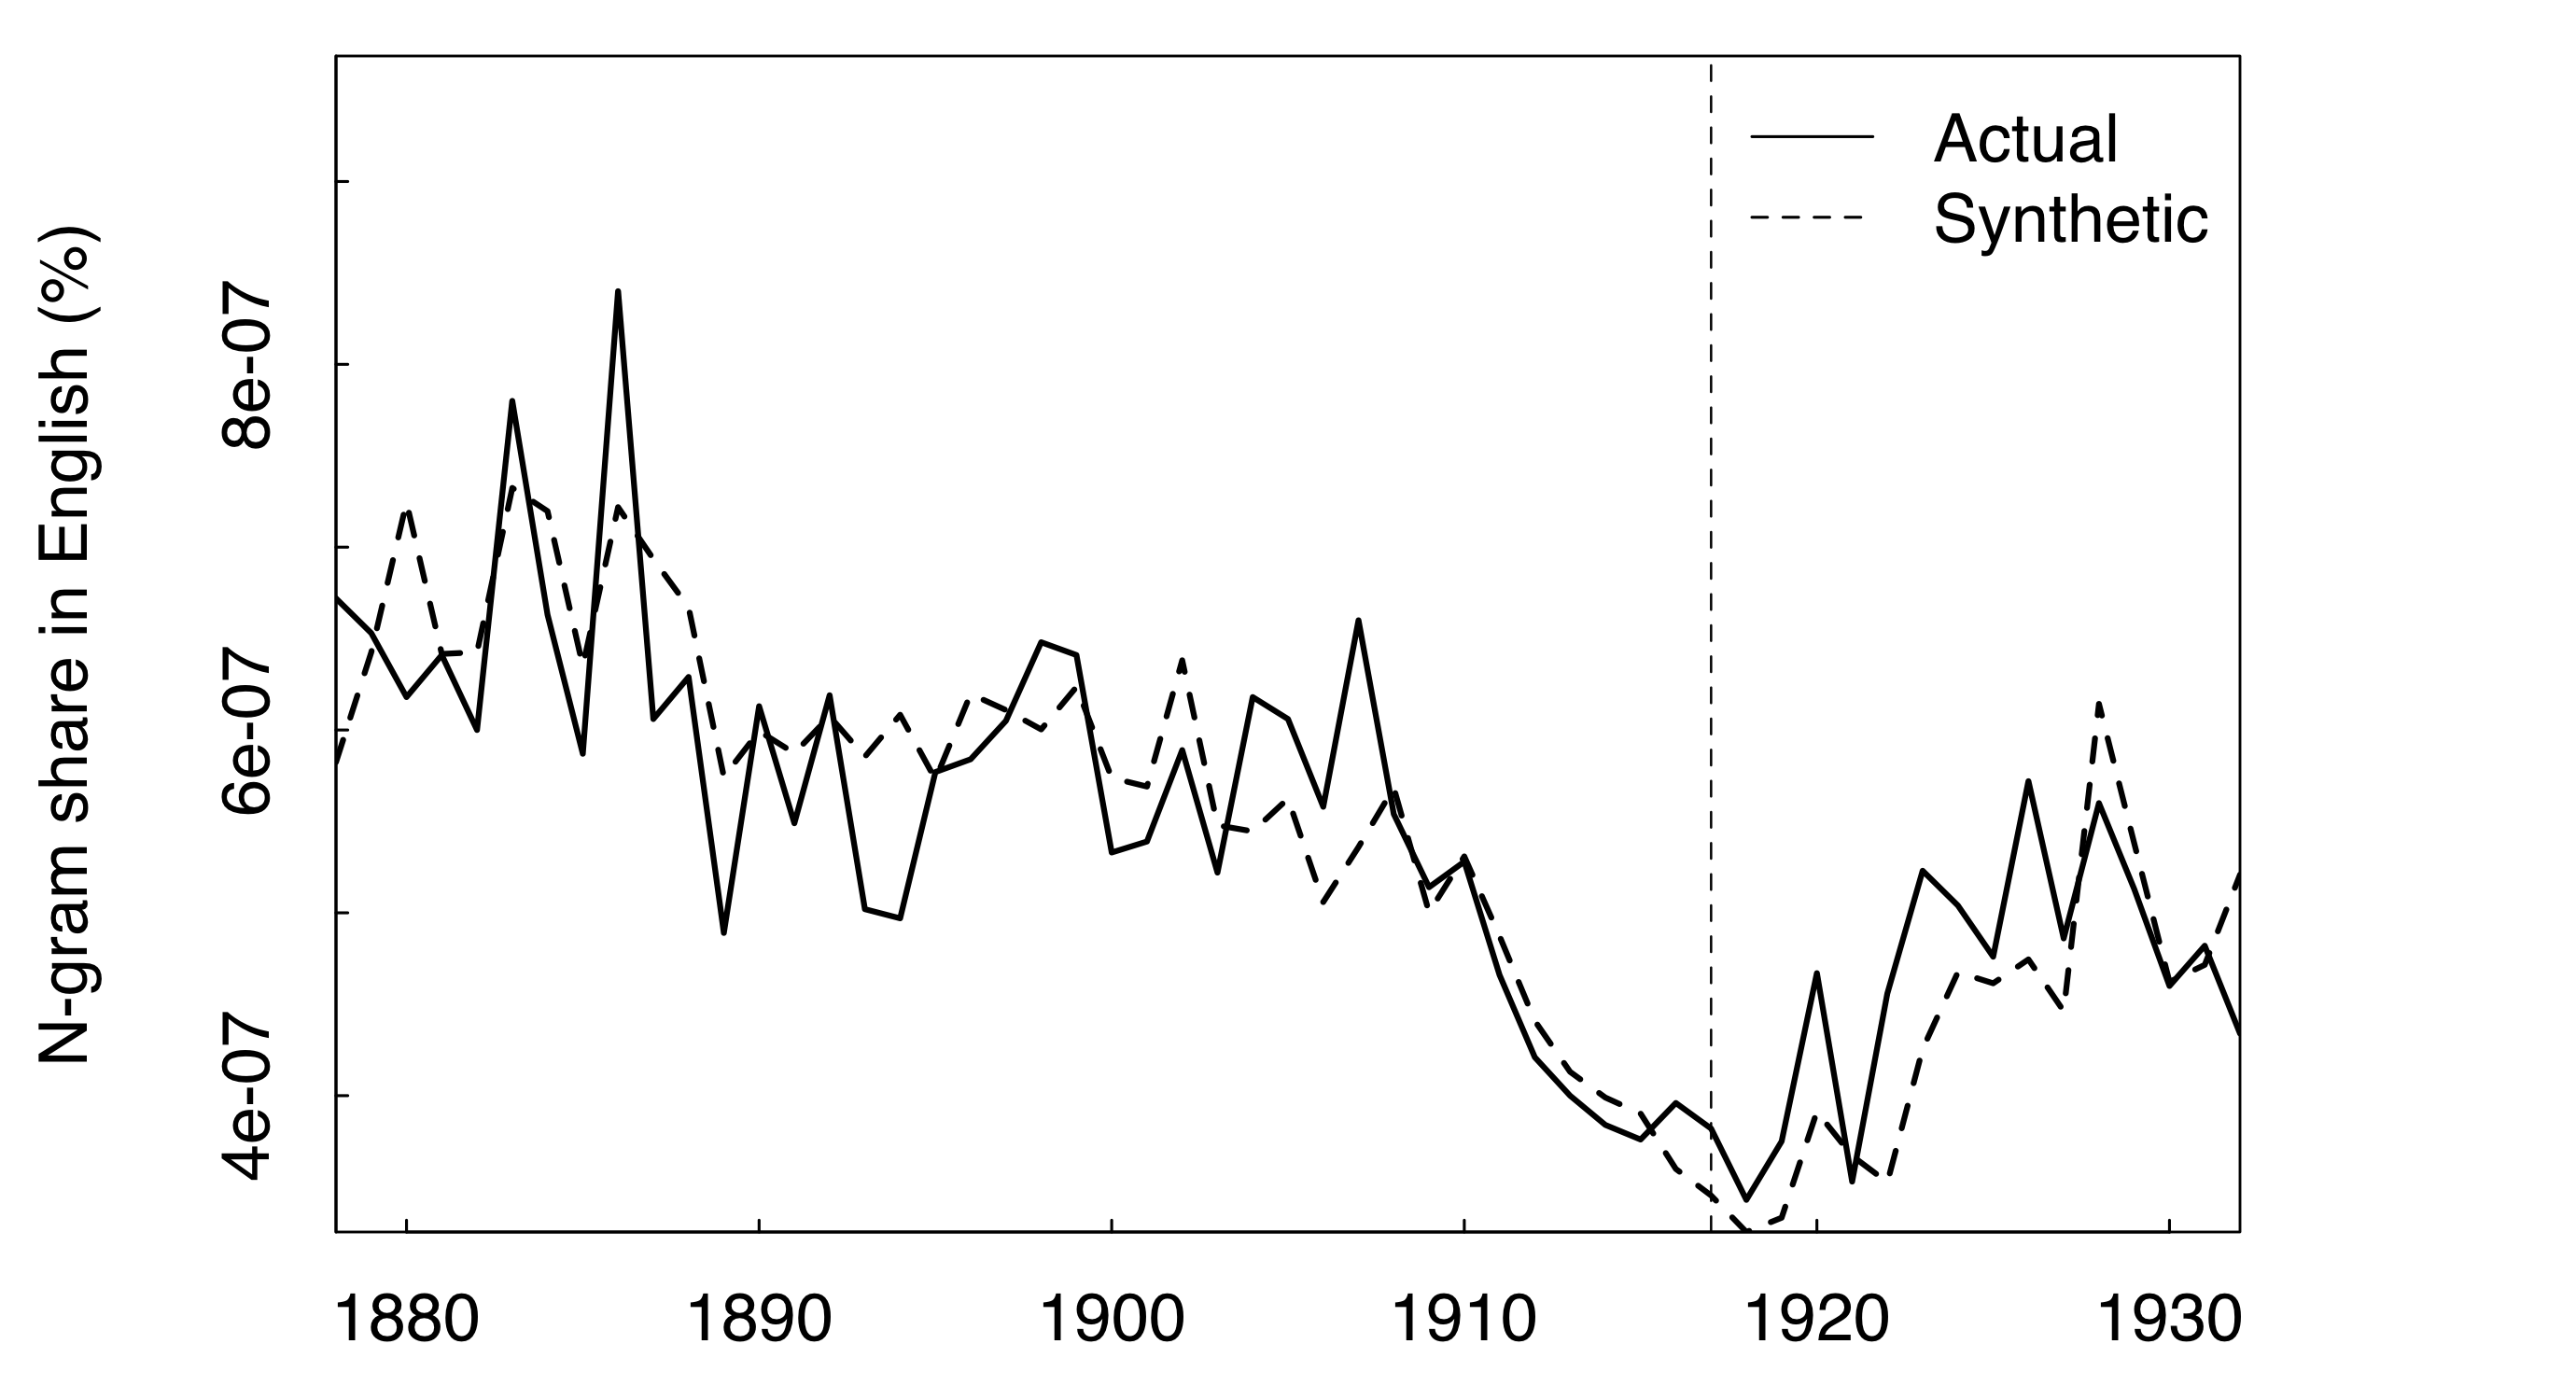 N-gram share in English (%)
8e-07
6e-07
4e-07
Actual
Synthetic
1880 1890 1900 1910 1920 1930